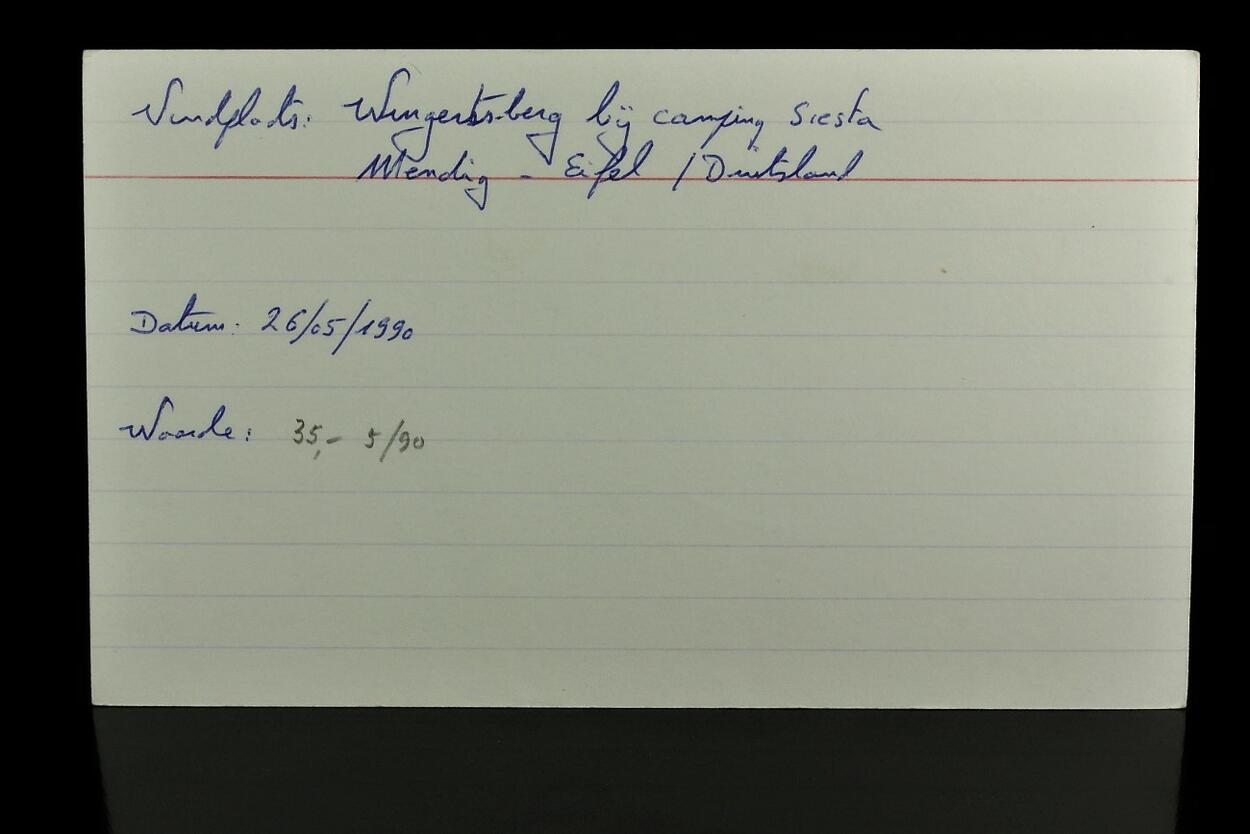 Vindplaats: Wingertsberg bij camping Siesta
Mendig - Eifel / Duitsland
Datum: 26/05/1990
Waarde: 35,- 5/90